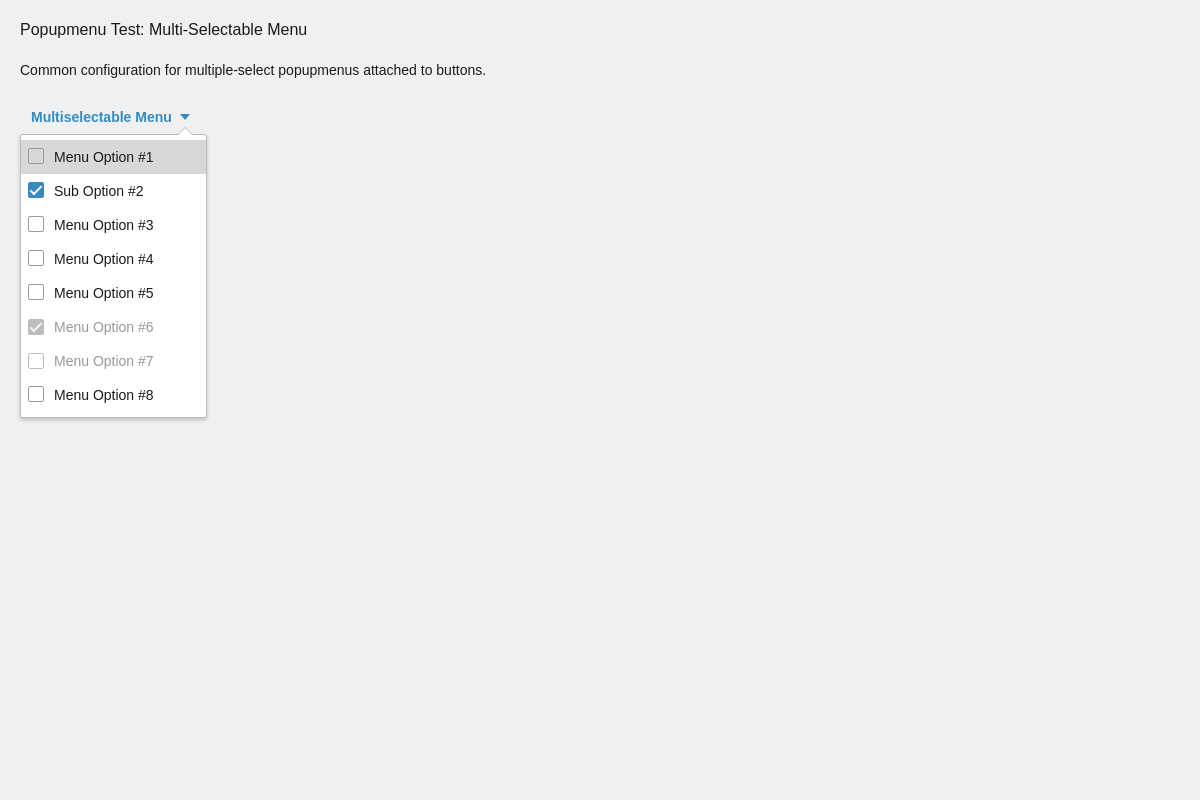 Popupmenu Test: Multi-Selectable Menu
Common configuration for multiple-select popupmenus attached to buttons.
Multiselectable Menu
Menu Option #1
Sub Option #2
Menu Option #3
Menu Option #4
Menu Option #5
Menu Option #6
Menu Option #7
Menu Option #8